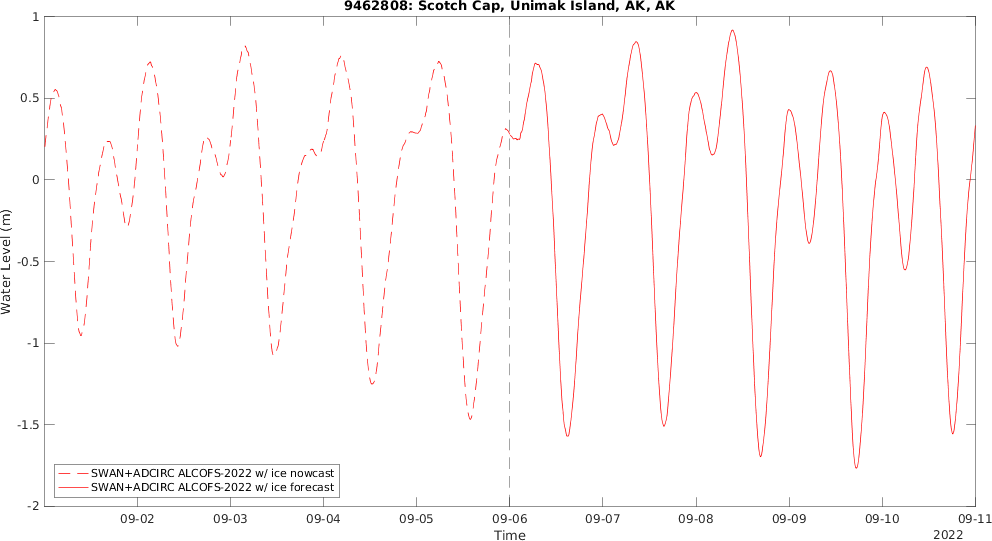 9462808: Scotch Cap, Unimak Island, AK, AK
1
0.5
0
-0.5
-1
-1.5
-2
Water Level (m)
SWAN+ADCIRC ALCOFS-2022 w/ ice nowcast
SWAN+ADCIRC ALCOFS-2022 w/ ice forecast
09-02 09-03 09-04 09-05 09-06 09-07 09-08 09-09 09-10 09-11
Time
2022